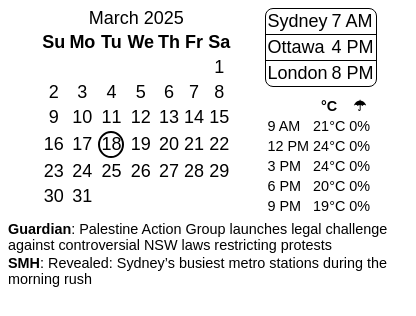 March 2025
Su Mo Tu We Th Fr Sa
1
2 3 4 5 6 7 8
9 10 11 12 13 14 15
16 17 18 19 20 21 22
23 24 25 26 27 28 29
30 31
Sydney 7 AM
Ottawa 4 PM
London 8 PM
°C ☂
9 AM 21°C 0%
12 PM 24°C 0%
3 PM 24°C 0%
6 PM 20°C 0%
9 PM 19°C 0%
Guardian: Palestine Action Group launches legal challenge
against controversial NSW laws restricting protests
SMH: Revealed: Sydney's busiest metro stations during the
morning rush